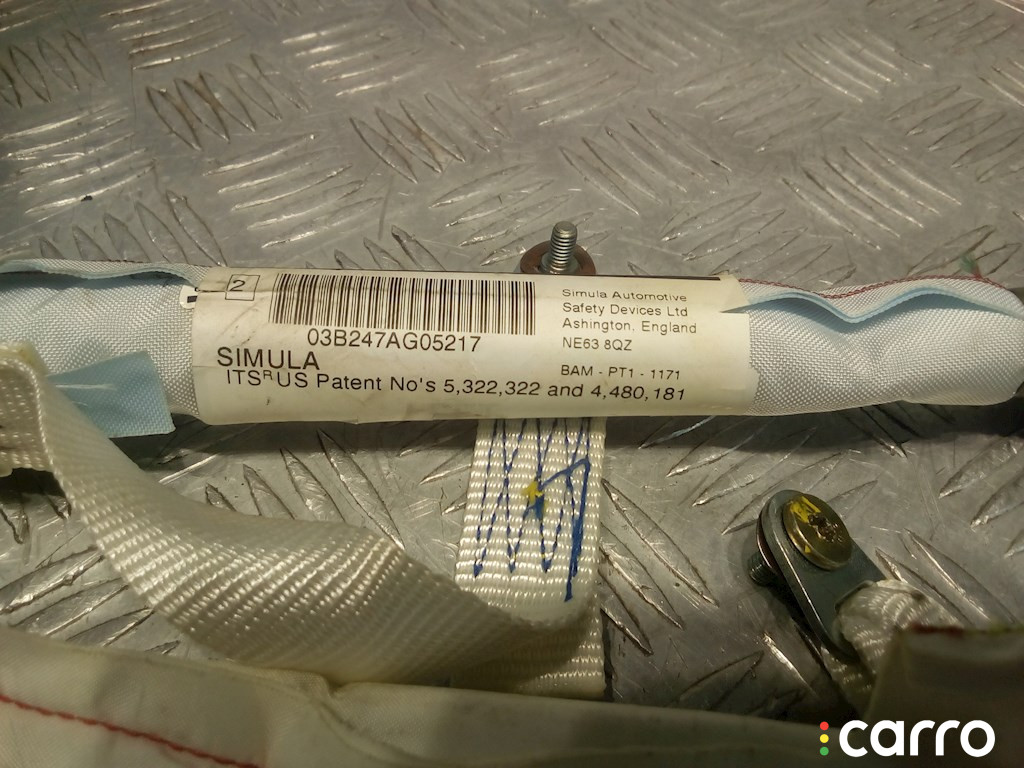 2
03B247AG05217
SIMULA
ITSᴿ US Patent No's 5,322,322 and 4,480,181
Simula Automotive
Safety Devices Ltd
Ashington, England
NE63 8QZ
BAM - PT1 - 1171
carro